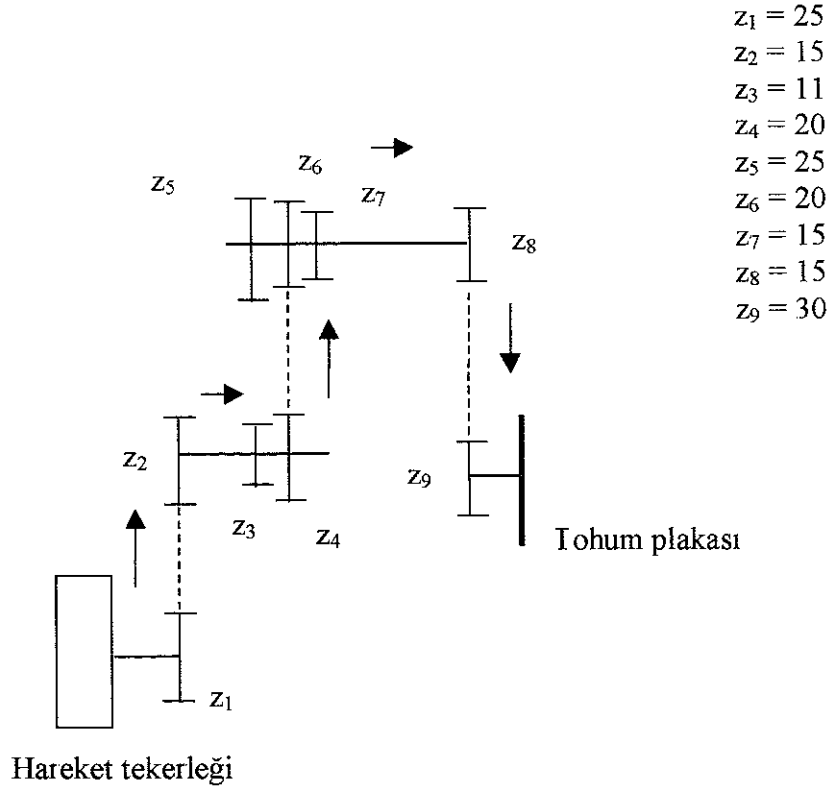 z₁ = 25
z₂ = 15
z₃ = 11
z₄ = 20
z₅ = 25
z₆ = 20
z₇ = 15
z₈ = 15
z₉ = 30
z₆
z₅
z₇
z₈
z₂
z₉
z₃
z₄
Tohum plakası
z₁
Hareket tekerleği